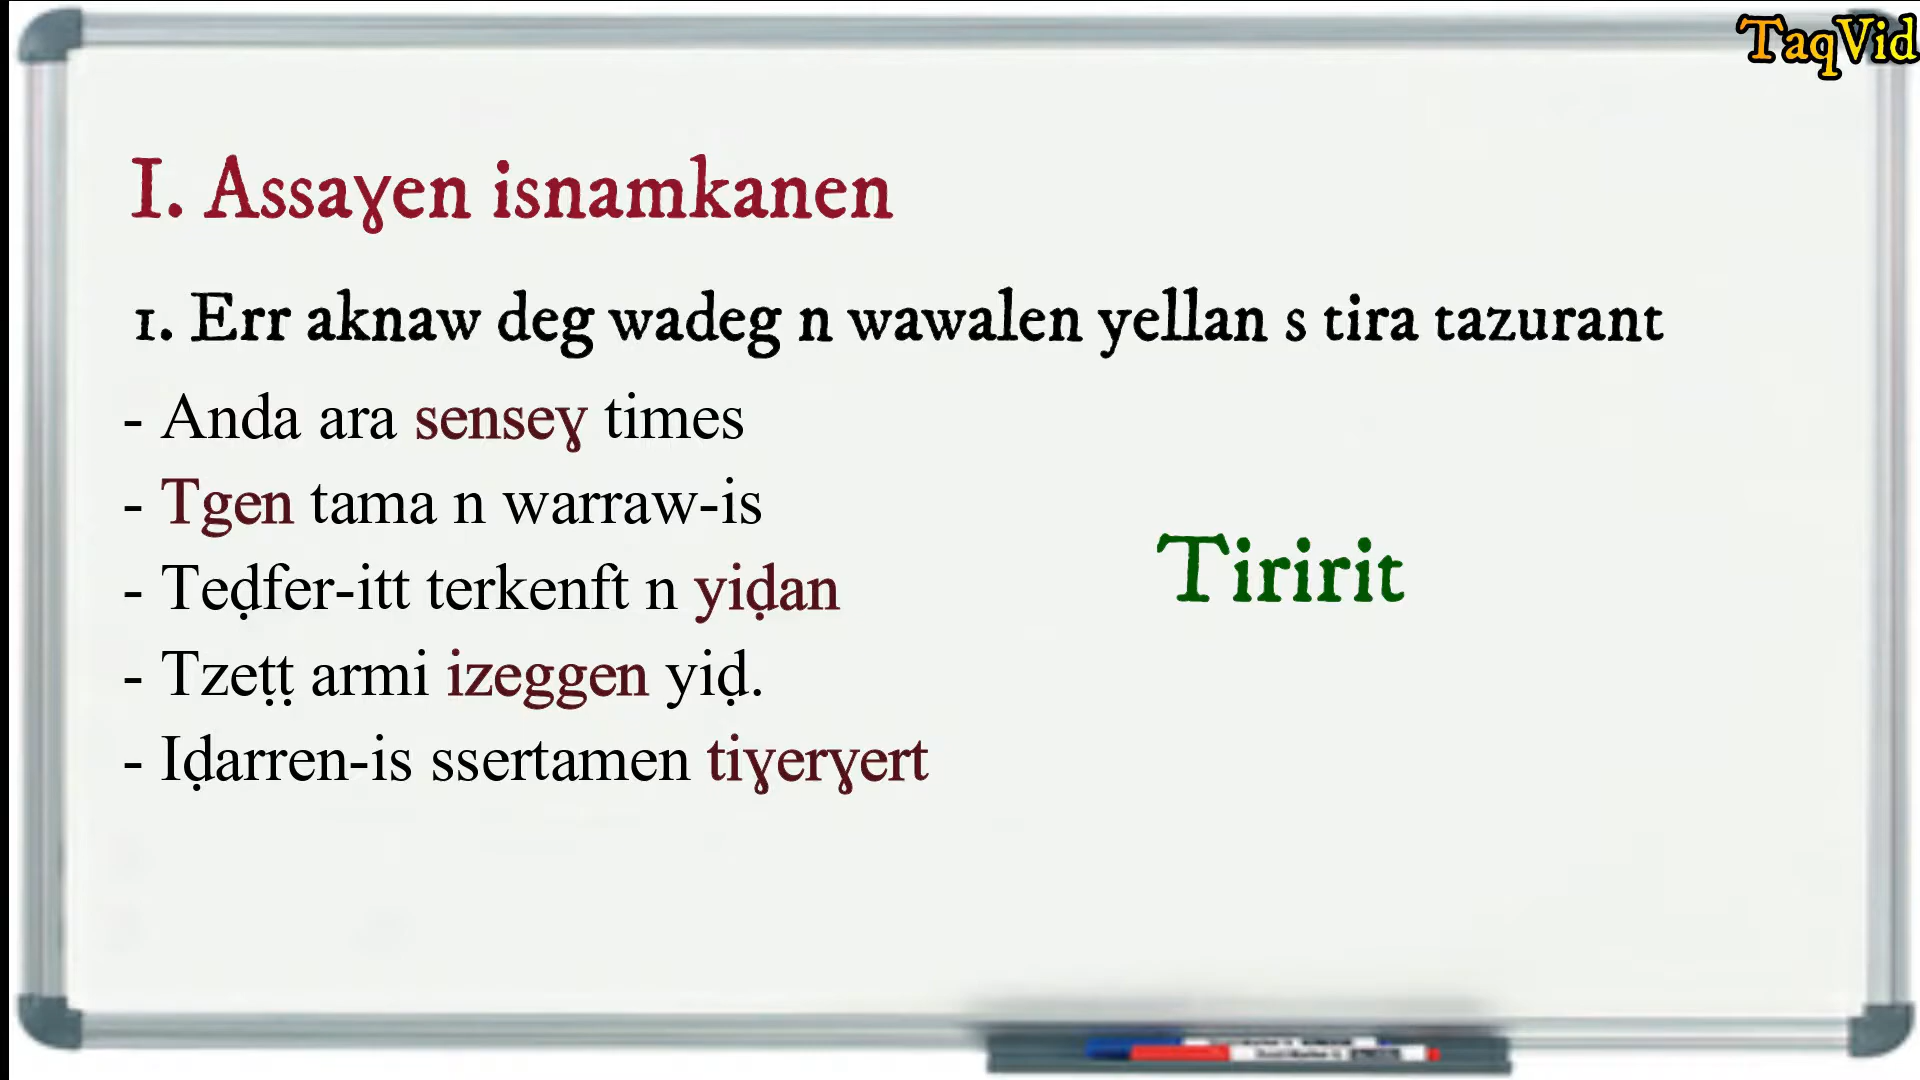 TaqVid
I. Assaɣen isnamkanen
1. Err aknaw deg wadeg n wawalen yellan s tira tazurant
- Anda ara senseɣ times
- Tgen tama n warraw-is
- Teḍfer-itt terkenft n yiḍan
- Tzeṭṭ armi izeggen yiḍ.
- Iḍarren-is ssertamen tiɣerɣert
Tiririt